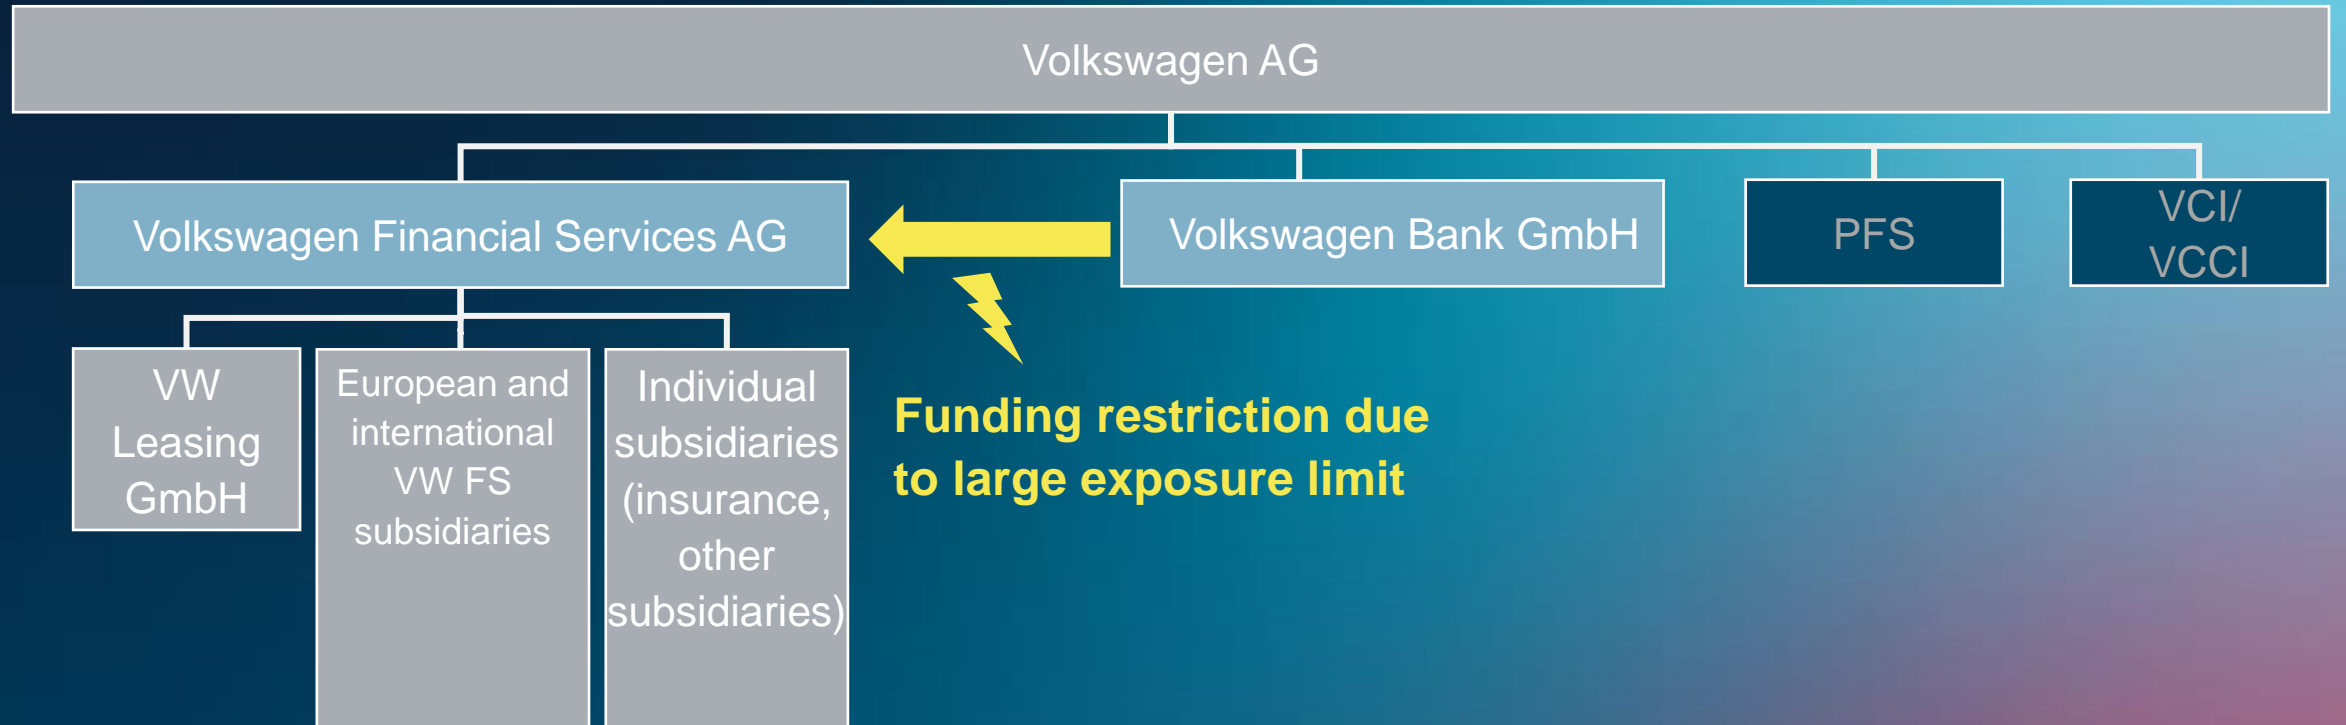 Volkswagen AG
Volkswagen Financial Services AG
Volkswagen Bank GmbH
PFS
VCI/
VCCI
VW
Leasing
GmbH
European and
international
VW FS
subsidiaries
Individual
subsidiaries
(insurance,
other
subsidiaries)
Funding restriction due
to large exposure limit